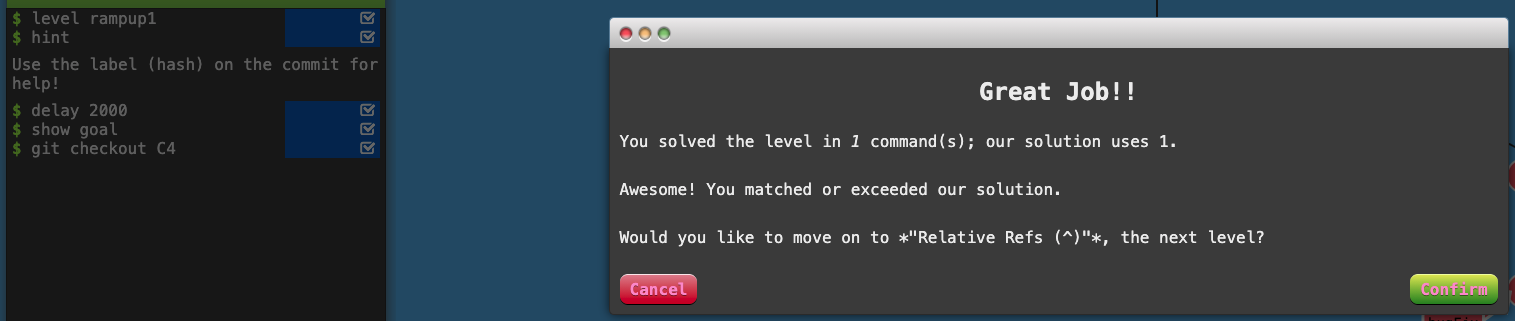 $ level rampup1
$ hint
Use the label (hash) on the commit for
help!
$ delay 2000
$ show goal
$ git checkout C4
Great Job!!
You solved the level in 1 command(s); our solution uses 1.
Awesome! You matched or exceeded our solution.
Would you like to move on to *"Relative Refs (^)"*, the next level?
Cancel
Confirm